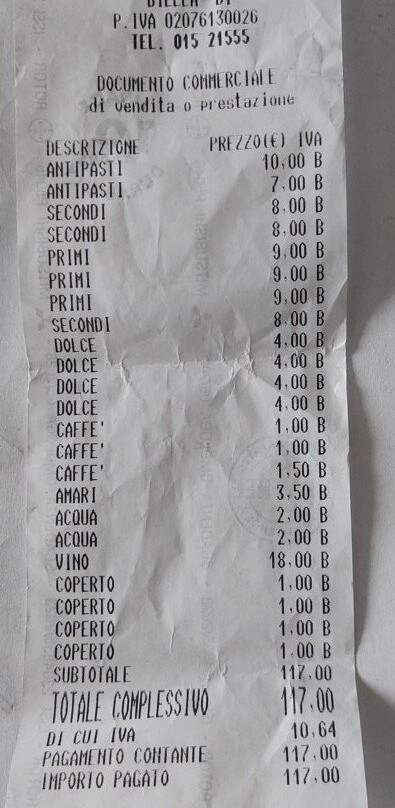 BIELLA BI
P.IVA 02076130026
TEL. 015 21555
DOCUMENTO COMMERCIALE
di vendita o prestazione
DESCRIZIONE PREZZO(€) IVA
ANTIPASTI 10,00 B
ANTIPASTI 7,00 B
SECONDI 8,00 B
SECONDI 8,00 B
PRIMI 9,00 B
PRIMI 9,00 B
PRIMI 9,00 B
SECONDI 8,00 B
DOLCE 4,00 B
DOLCE 4,00 B
DOLCE 4,00 B
DOLCE 4,00 B
CAFFE' 1,00 B
CAFFE' 1,00 B
CAFFE' 1,50 B
AMARI 3,50 B
ACQUA 2,00 B
ACQUA 2,00 B
VINO 18,00 B
COPERTO 1,00 B
COPERTO 1,00 B
COPERTO 1,00 B
COPERTO 1,00 B
SUBTOTALE 117,00
TOTALE COMPLESSIVO 117,00
DI CUI IVA 10,64
PAGAMENTO CONTANTE 117,00
IMPORTO PAGATO 117,00